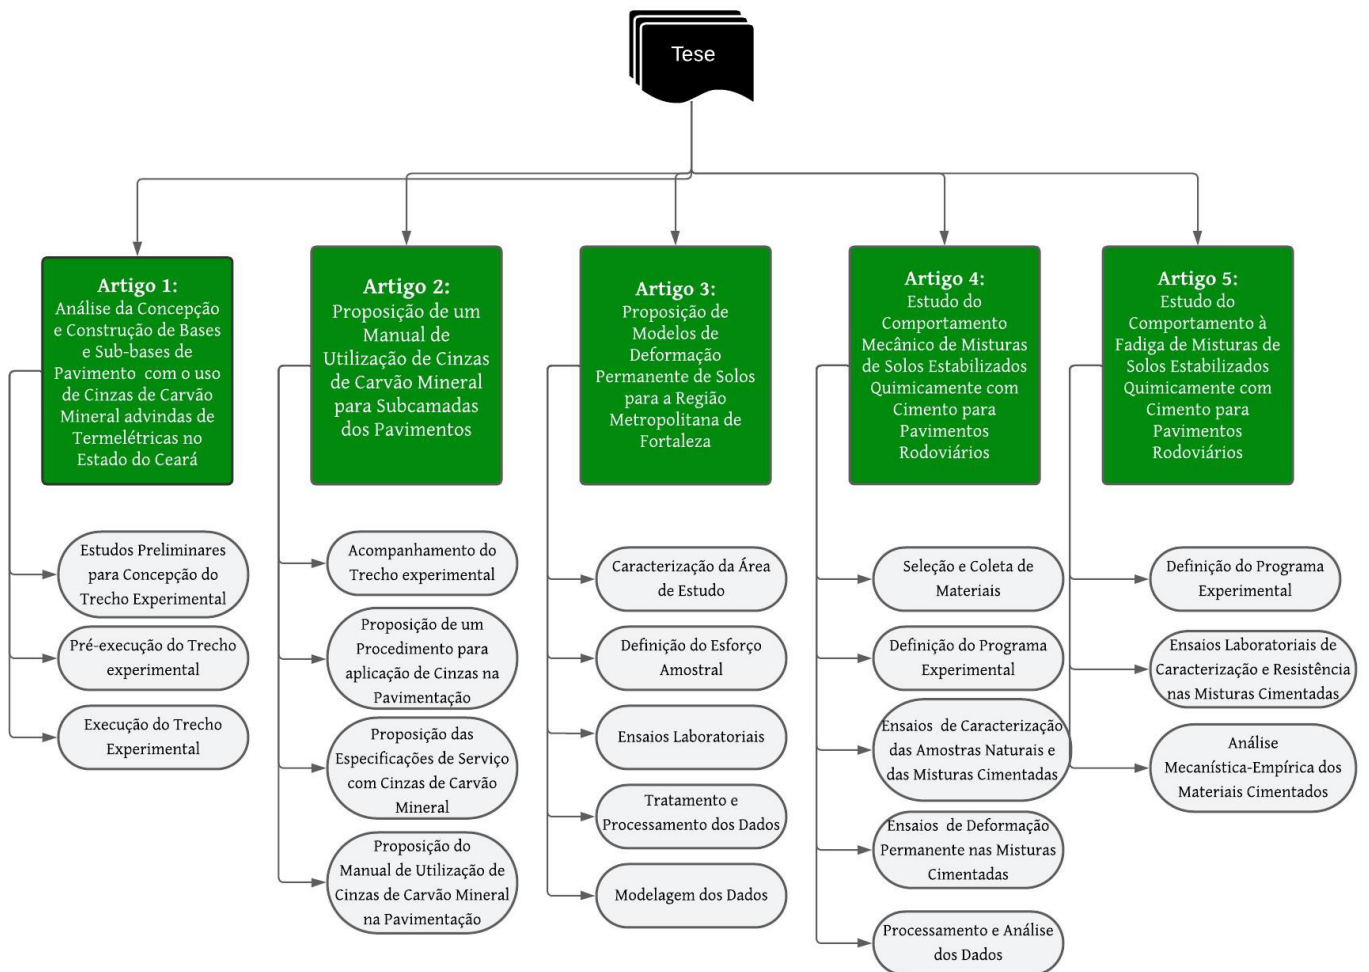 Tese
Artigo 1:
Análise da Concepção
e Construção de Bases
e Sub-bases de
Pavimento com o uso
de Cinzas de Carvão
Mineral advindas de
Termelétricas no
Estado do Ceará
Estudos Preliminares
para Concepção do
Trecho Experimental
Pré-execução do Trecho
experimental
Execução do Trecho
Experimental
Artigo 2:
Proposição de um
Manual de
Utilização de Cinzas
de Carvão Mineral
para Subcamadas
dos Pavimentos
Acompanhamento do
Trecho experimental
Proposição de um
Procedimento para
aplicação de Cinzas na
Pavimentação
Proposição das
Especificações de Serviço
com Cinzas de Carvão
Mineral
Proposição do
Manual de Utilização de
Cinzas de Carvão Mineral
na Pavimentação
Artigo 3:
Proposição de
Modelos de
Deformação
Permanente de Solos
para a Região
Metropolitana de
Fortaleza
Caracterização da Área
de Estudo
Definição do Esforço
Amostral
Ensaios Laboratoriais
Tratamento e
Processamento dos Dados
Modelagem dos Dados
Artigo 4:
Estudo do
Comportamento
Mecânico de Misturas
de Solos Estabilizados
Quimicamente com
Cimento para
Pavimentos
Rodoviários
Seleção e Coleta de
Materiais
Definição do Programa
Experimental
Ensaios de Caracterização
das Amostras Naturais e
das Misturas Cimentadas
Ensaios de Deformação
Permanente nas Misturas
Cimentadas
Processamento e Análise
dos Dados
Artigo 5:
Estudo do
Comportamento à
Fadiga de Misturas de
Solos Estabilizados
Quimicamente com
Cimento para
Pavimentos
Rodoviários
Definição do Programa
Experimental
Ensaios Laboratoriais de
Caracterização e Resistência
nas Misturas Cimentadas
Análise
Mecanística-Empírica dos
Materiais Cimentados